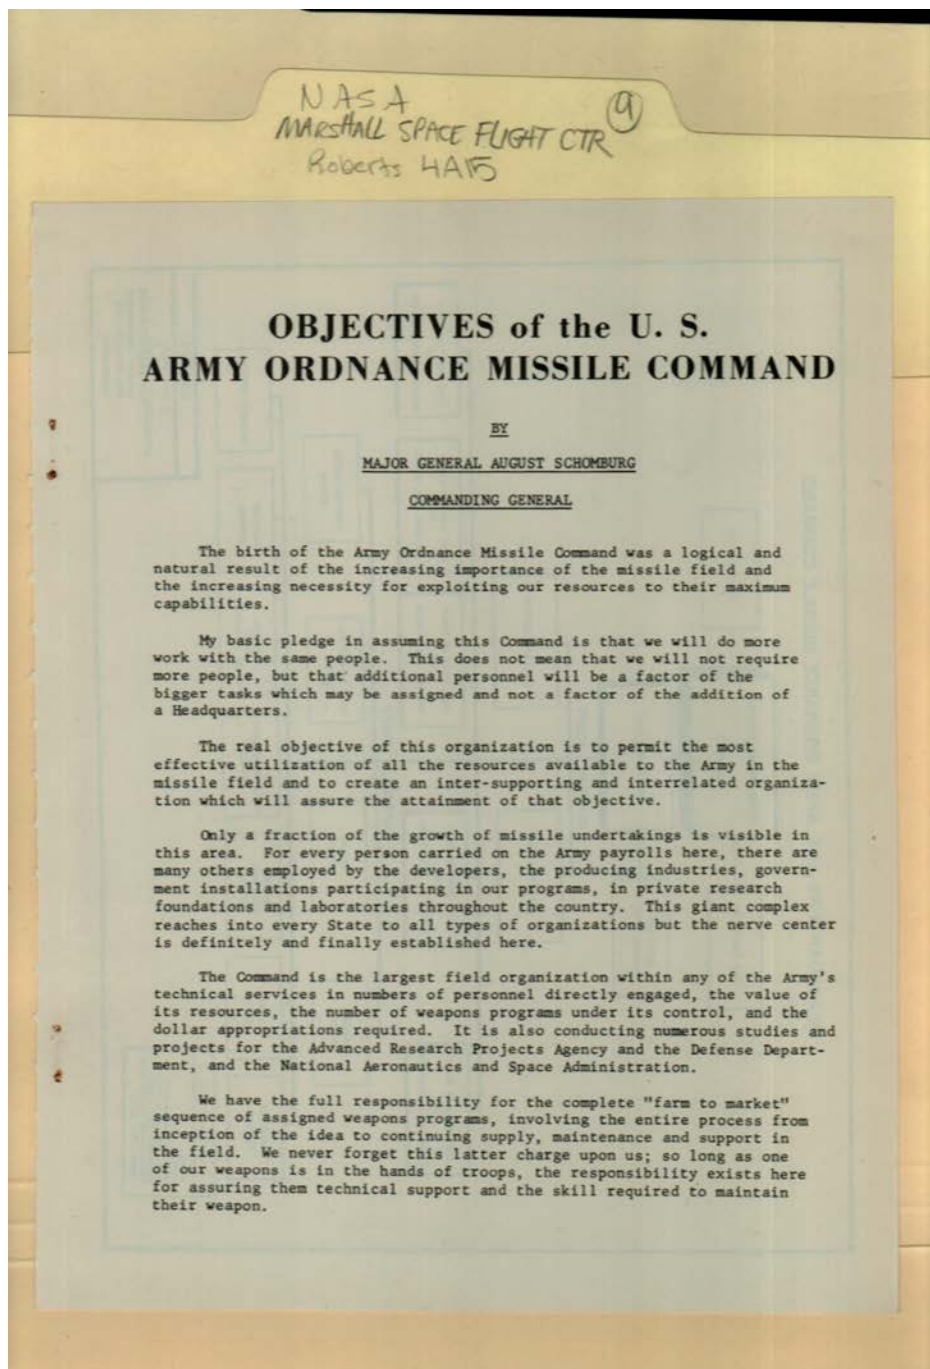 NASA
MARSHALL SPACE FLIGHT CTR
9
Roberts 4A15
OBJECTIVES of the U. S.
ARMY ORDNANCE MISSILE COMMAND
BY
MAJOR GENERAL AUGUST SCHOMBURG
COMMANDING GENERAL
The birth of the Army Ordnance Missile Command was a logical and
natural result of the increasing importance of the missile field and
the increasing necessity for exploiting our resources to their maximum
capabilities.
My basic pledge in assuming this Command is that we will do more
work with the same people. This does not mean that we will not require
more people, but that additional personnel will be a factor of the
bigger tasks which may be assigned and not a factor of the addition of
a Headquarters.
The real objective of this organization is to permit the most
effective utilization of all the resources available to the Army in the
missile field and to create an inter-supporting and interrelated organiza-
tion which will assure the attainment of that objective.
Only a fraction of the growth of missile undertakings is visible in
this area. For every person carried on the Army payrolls here, there are
many others employed by the developers, the producing industries, govern-
ment installations participating in our programs, in private research
foundations and laboratories throughout the country. This giant complex
reaches into every State to all types of organizations but the nerve center
is definitely and finally established here.
The Command is the largest field organization within any of the Army's
technical services in numbers of personnel directly engaged, the value of
its resources, the number of weapons programs under its control, and the
dollar appropriations required. It is also conducting numerous studies and
projects for the Advanced Research Projects Agency and the Defense Depart-
ment, and the National Aeronautics and Space Administration.
We have the full responsibility for the complete "farm to market"
sequence of assigned weapons programs, involving the entire process from
inception of the idea to continuing supply, maintenance and support in
the field. We never forget this latter charge upon us; so long as one
of our weapons is in the hands of troops, the responsibility exists here
for assuring them technical support and the skill required to maintain
their weapon.